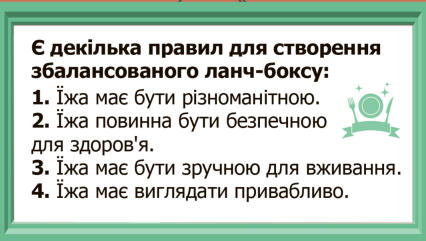 Є декілька правил для створення
збалансованого ланч-боксу:
1. Їжа має бути різноманітною.
2. Їжа повинна бути безпечною
для здоров'я.
3. Їжа має бути зручною для вживання.
4. Їжа має виглядати привабливо.